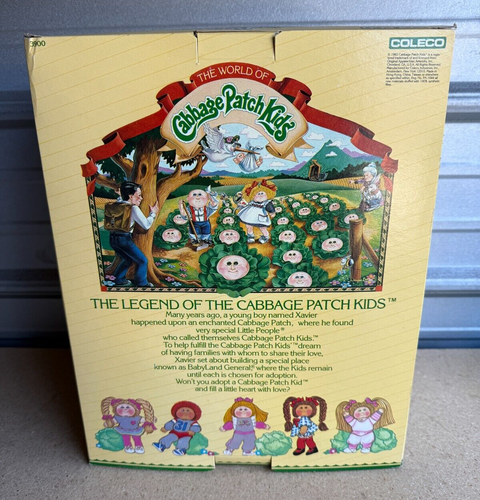 3900
COLECO
THE WORLD OF
Cabbage Patch Kids
THE LEGEND OF THE CABBAGE PATCH KIDS™
Many years ago, a young boy named Xavier
happened upon an enchanted Cabbage Patch, where he found
very special Little People®
who called themselves Cabbage Patch Kids.™
To help fulfill the Cabbage Patch Kids™ dream
of having families with whom to share their love,
Xavier set about building a special place
known as BabyLand General® where the Kids remain
until each is chosen for adoption.
Won't you adopt a Cabbage Patch Kid™
and fill a little heart with love?